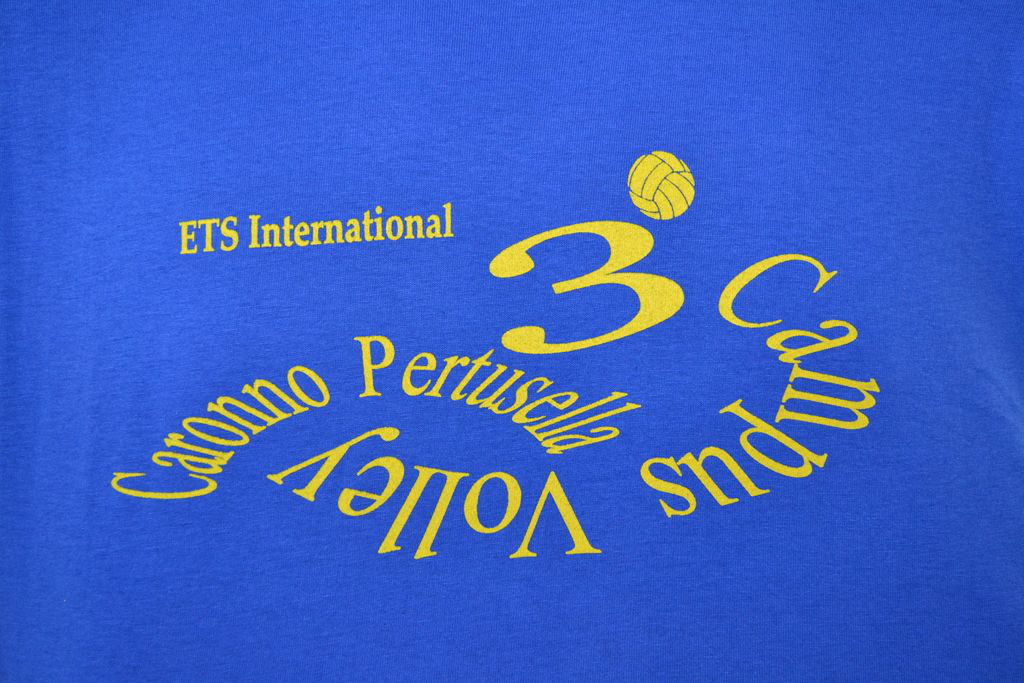 ETS International
3
Campus
Volley
Caronno Pertusella